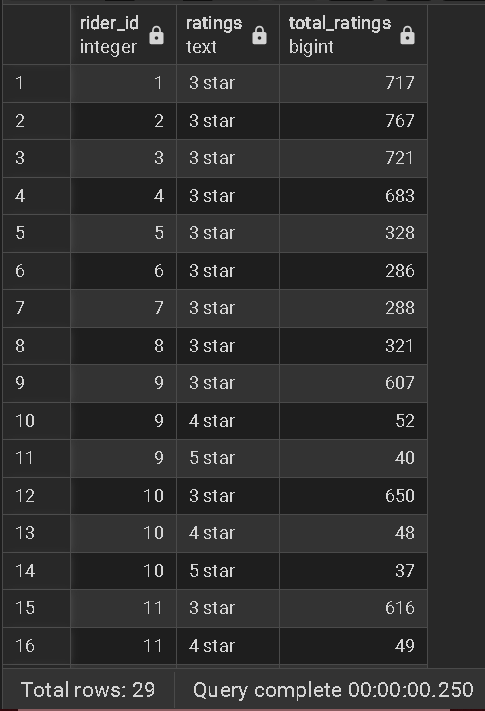 rider_id integer ratings text total_ratings bigint
1 1 3 star 717
2 2 3 star 767
3 3 3 star 721
4 4 3 star 683
5 5 3 star 328
6 6 3 star 286
7 7 3 star 288
8 8 3 star 321
9 9 3 star 607
10 9 4 star 52
11 9 5 star 40
12 10 3 star 650
13 10 4 star 48
14 10 5 star 37
15 11 3 star 616
16 11 4 star 49
Total rows: 29 Query complete 00:00:00.250